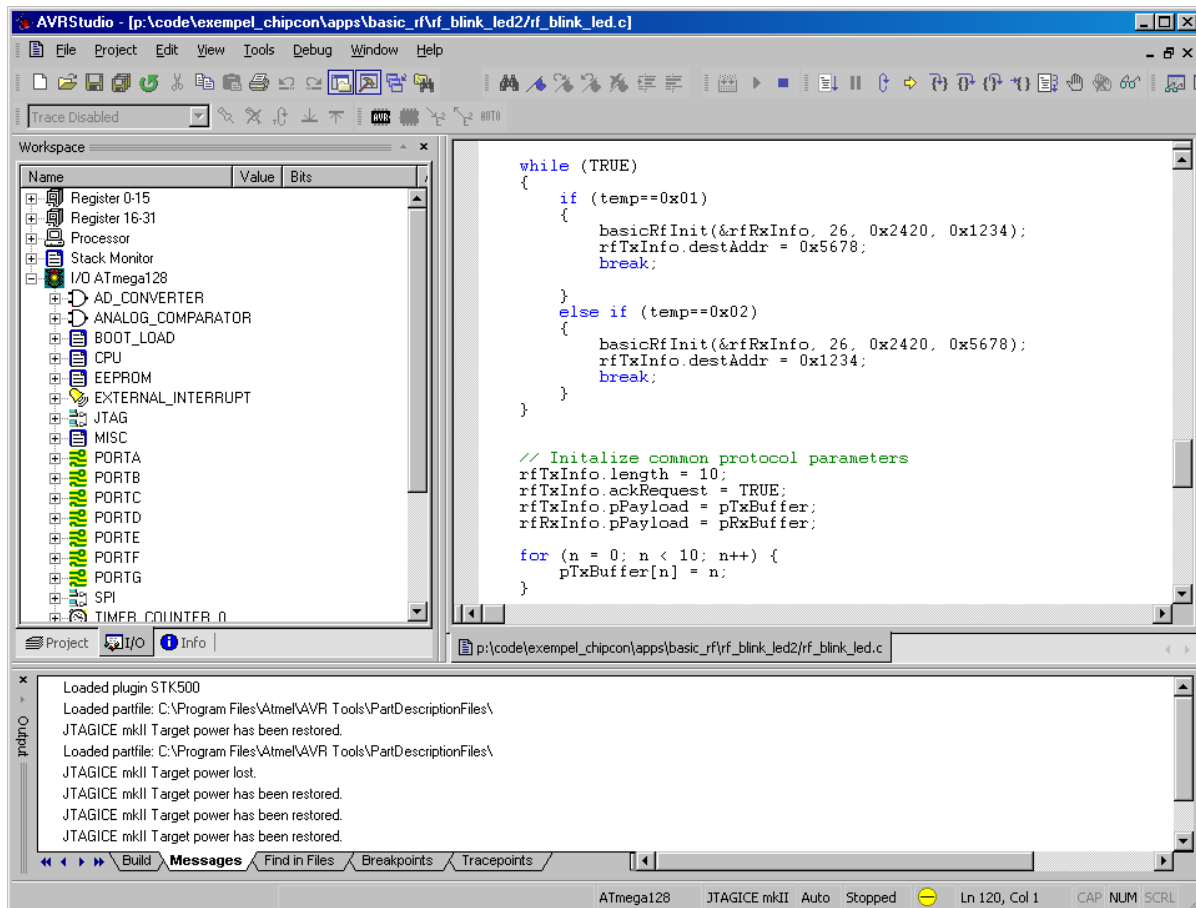 AVRStudio - [p:\code\exempel_chipcon\apps\basic_rf\rf_blink_led2/rf_blink_led.c]
File Project Edit View Tools Debug Window Help
Trace Disabled
AVR
AUTO
Workspace
Name Value Bits
Register 0-15
Register 16-31
Processor
Stack Monitor
I/O ATmega128
AD_CONVERTER
ANALOG_COMPARATOR
BOOT_LOAD
CPU
EEPROM
EXTERNAL_INTERRUPT
JTAG
MISC
PORTA
PORTB
PORTC
PORTD
PORTE
PORTF
PORTG
SPI
TIMER_COUNTER_0
Project I/O Info
while (TRUE)
{
if (temp==0x01)
{
basicRfInit(&rfRxInfo, 26, 0x2420, 0x1234);
rfTxInfo.destAddr = 0x5678;
break;
}
else if (temp==0x02)
{
basicRfInit(&rfRxInfo, 26, 0x2420, 0x5678);
rfTxInfo.destAddr = 0x1234;
break;
}
}
// Initalize common protocol parameters
rfTxInfo.length = 10;
rfTxInfo.ackRequest = TRUE;
rfTxInfo.pPayload = pTxBuffer;
rfRxInfo.pPayload = pRxBuffer;
for (n = 0; n < 10; n++) {
pTxBuffer[n] = n;
}
p:\code\exempel_chipcon\apps\basic_rf\rf_blink_led2/rf_blink_led.c
Output
Loaded plugin STK500
Loaded partfile: C:\Program Files\Atmel\AVR Tools\PartDescriptionFiles\
JTAGICE mkII Target power has been restored.
Loaded partfile: C:\Program Files\Atmel\AVR Tools\PartDescriptionFiles\
JTAGICE mkII Target power lost.
JTAGICE mkII Target power has been restored.
JTAGICE mkII Target power has been restored.
JTAGICE mkII Target power has been restored.
Build Messages Find in Files Breakpoints Tracepoints
ATmega128 JTAGICE mkII Auto Stopped Ln 120, Col 1 CAP NUM SCRL